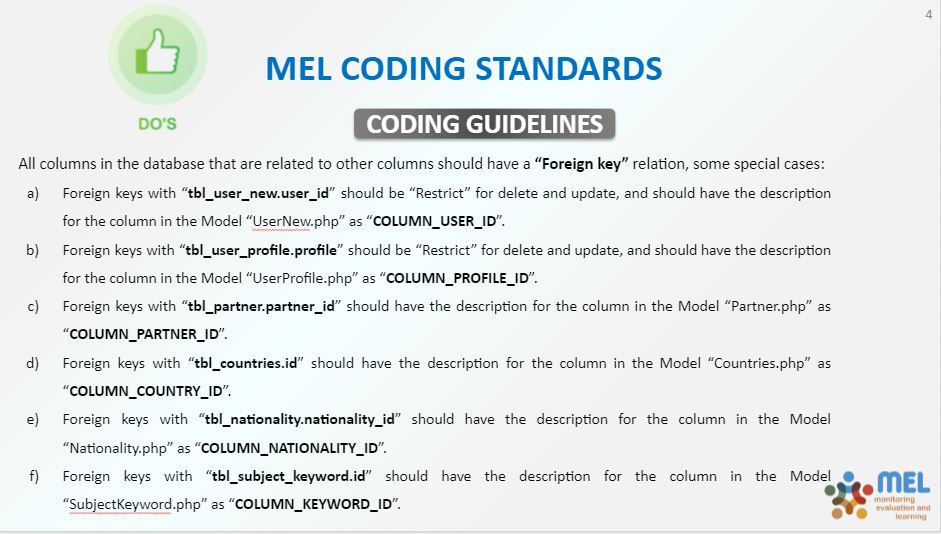 4
DO'S
MEL CODING STANDARDS
CODING GUIDELINES
All columns in the database that are related to other columns should have a “Foreign key” relation, some special cases:
a) Foreign keys with “tbl_user_new.user_id” should be “Restrict” for delete and update, and should have the description
for the column in the Model “UserNew.php” as “COLUMN_USER_ID”.
b) Foreign keys with “tbl_user_profile.profile” should be “Restrict” for delete and update, and should have the description
for the column in the Model “UserProfile.php” as “COLUMN_PROFILE_ID”.
c) Foreign keys with “tbl_partner.partner_id” should have the description for the column in the Model “Partner.php” as
“COLUMN_PARTNER_ID”.
d) Foreign keys with “tbl_countries.id” should have the description for the column in the Model “Countries.php” as
“COLUMN_COUNTRY_ID”.
e) Foreign keys with “tbl_nationality.nationality_id” should have the description for the column in the Model
“Nationality.php” as “COLUMN_NATIONALITY_ID”.
f) Foreign keys with “tbl_subject_keyword.id” should have the description for the column in the Model
“SubjectKeyword.php” as “COLUMN_KEYWORD_ID”.
MEL
monitoring
evaluation and
learning